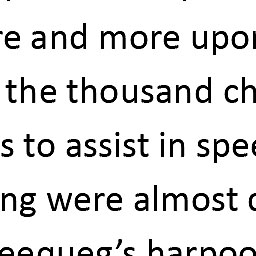 re and more upon
the thousand ch
s to assist in spee
ng were almost
eequeg’s harpoo